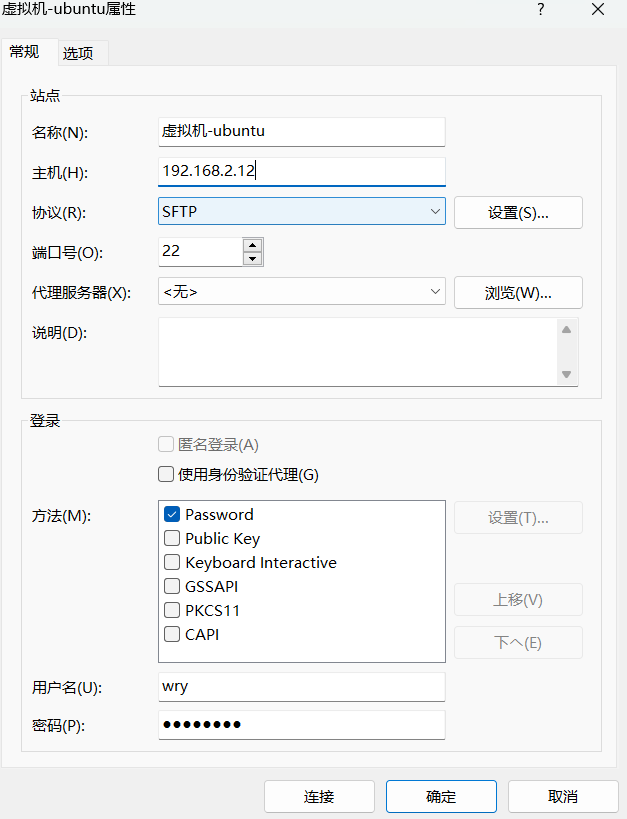 虚拟机-ubuntu属性 ?
常规 选项
站点
名称(N): 虚拟机-ubuntu
主机(H): 192.168.2.12
协议(R): SFTP 设置(S)...
端口号(O): 22
代理服务器(X): <无> 浏览(W)...
说明(D):
登录
匿名登录(A)
使用身份验证代理(G)
方法(M): Password 设置(T)...
Public Key
Keyboard Interactive
GSSAPI
PKCS11 上移(V)
CAPI 下へ(E)
用户名(U): wry
密码(P): ●●●●●●●●
连接 确定 取消